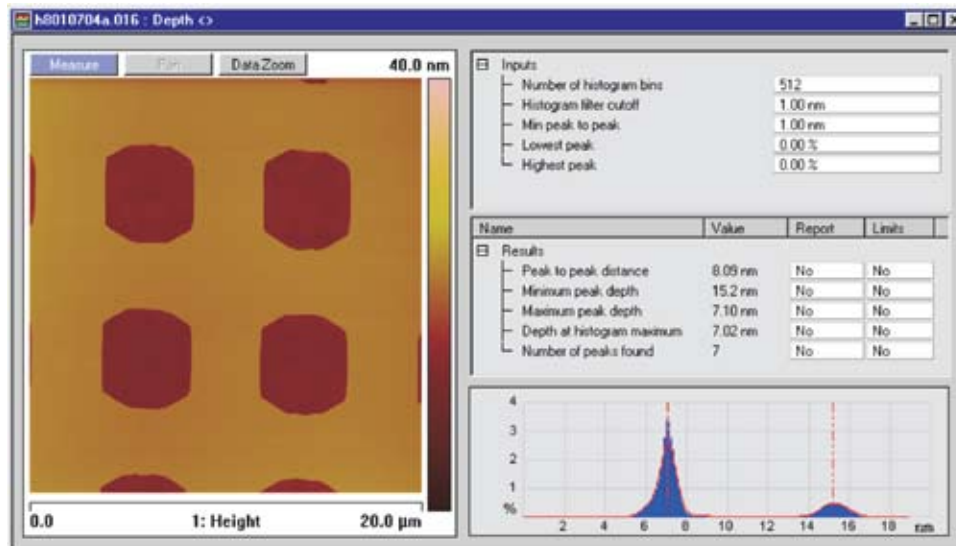 h8010704a.016 : Depth <>
Measure Pan Data Zoom 40.0 nm
0.0 1: Height 20.0 µm
Inputs
Number of histogram bins 512
Histogram filter cutoff 1.00 nm
Min peak to peak 1.00 nm
Lowest peak 0.00 %
Highest peak 0.00 %
Name Value Report Limits
Results
Peak to peak distance 8.09 nm No No
Minimum peak depth 15.2 nm No No
Maximum peak depth 7.10 nm No No
Depth at histogram maximum 7.02 nm No No
Number of peaks found 7 No No
4
3
2
1
%
2 4 6 8 10 12 14 16 18 nm